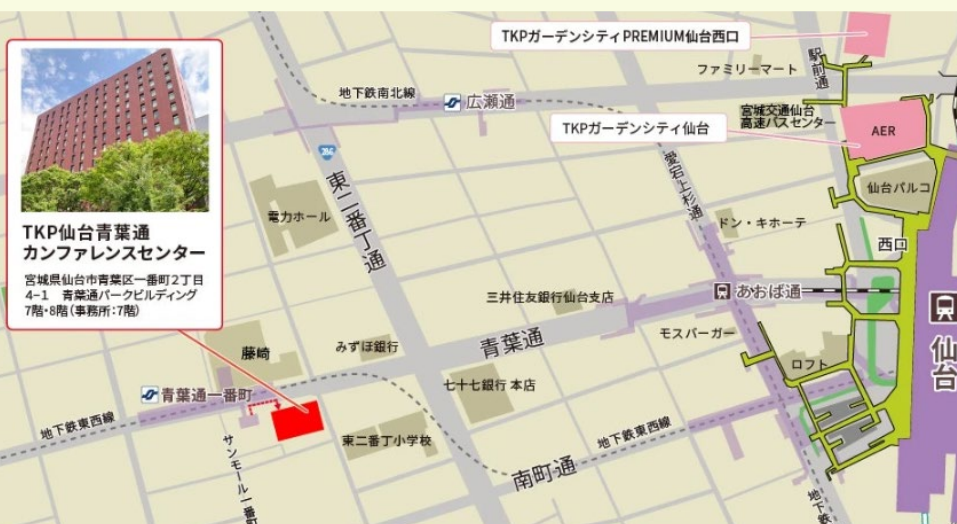 TKPガーデンシティPREMIUM仙台西口
ファミリーマート
駅前通
地下鉄南北線
広瀬通
宮城交通仙台
高速バスセンター
TKPガーデンシティ仙台
AER
愛宕上杉通
仙台パルコ
東二番丁通
電力ホール
ドン・キホーテ
西口
TKP仙台青葉通
カンファレンスセンター
宮城県仙台市青葉区一番町2丁目
4-1 青葉通パークビルディング
7階・8階(事務所:7階)
三井住友銀行仙台支店
あおば通
仙台
モスバーガー
青葉通
みずほ銀行
藤崎
ロフト
七十七銀行 本店
青葉通一番町
地下鉄東西線
東二番丁小学校
地下鉄東西線
サンモール一番町
南町通
地下鉄